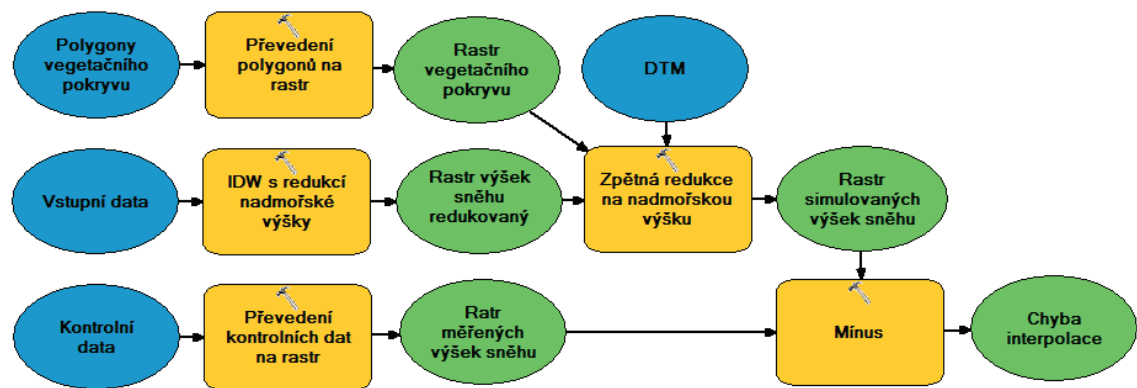 Polygony
vegetačního
pokryvu
Převedení
polygonů na
rastr
Rastr
vegetačního
pokryvu
DTM
Vstupní data
IDW s redukcí
nadmořské
výšky
Rastr výšek
sněhu
redukovaný
Zpětná redukce
na nadmořskou
výšku
Rastr
simulovaných
výšek sněhu
Kontrolní
data
Převedení
kontrolních dat
na rastr
Ratr
měřených
výšek sněhu
Mínus
Chyba
interpolace